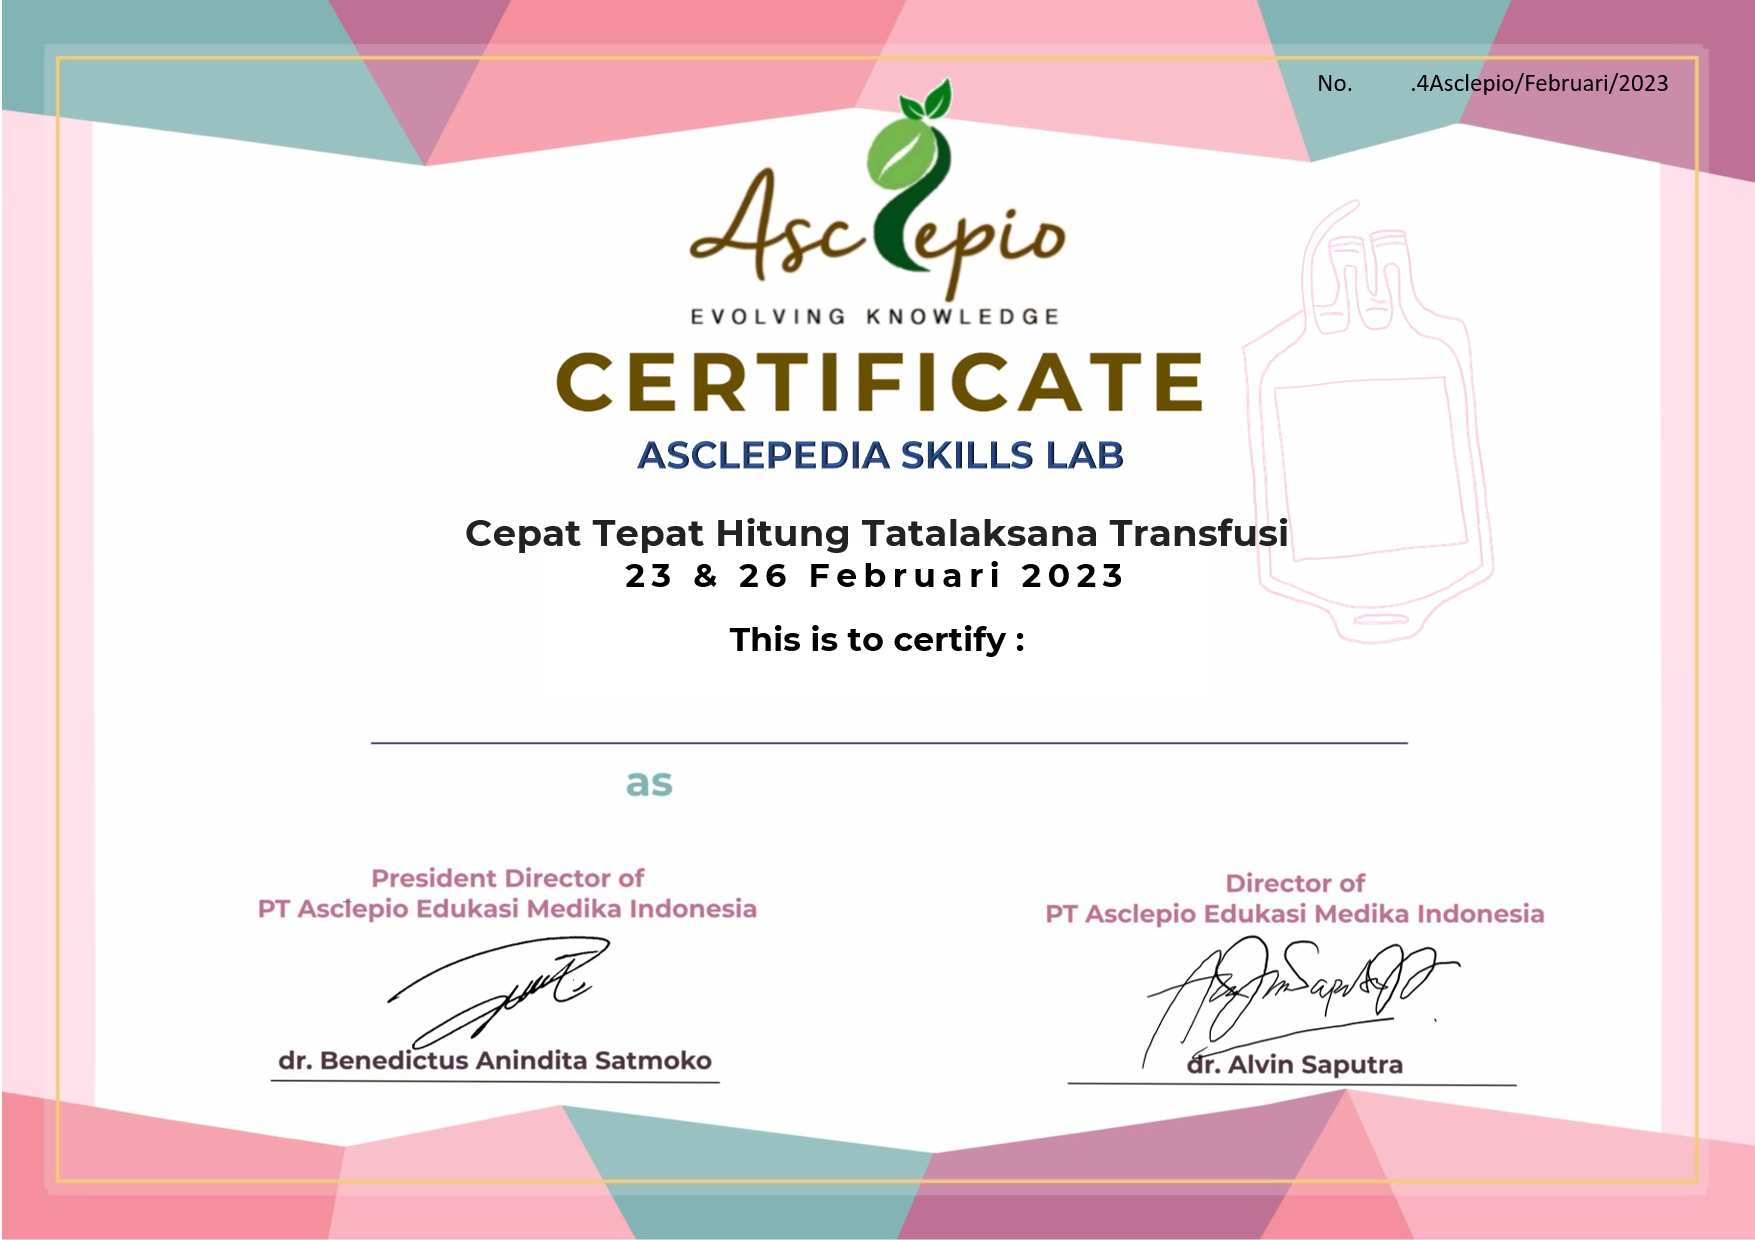 No. .4Asclepio/Februari/2023
Asclepio
EVOLVING KNOWLEDGE
CERTIFICATE
ASCLEPEDIA SKILLS LAB
Cepat Tepat Hitung Tatalaksana Transfusi
23 & 26 Februari 2023
This is to certify :
as
President Director of
PT Asclepio Edukasi Medika Indonesia
dr. Benedictus Anindita Satmoko
Director of
PT Asclepio Edukasi Medika Indonesia
dr. Alvin Saputra